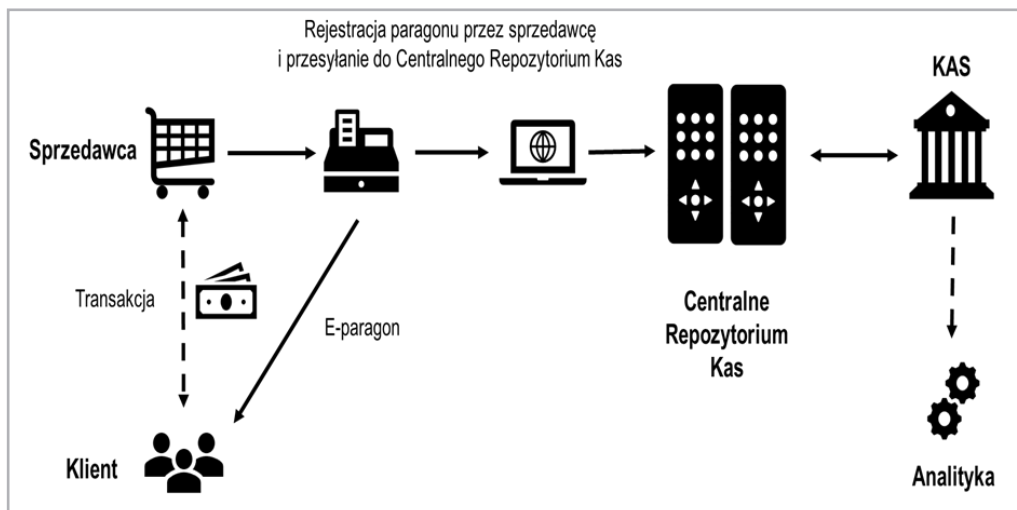 Rejestracja paragonu przez sprzedawcę
i przesyłanie do Centralnego Repozytorium Kas
KAS
Sprzedawca
Transakcja
E-paragon
Centralne
Repozytorium
Kas
Klient
Analityka